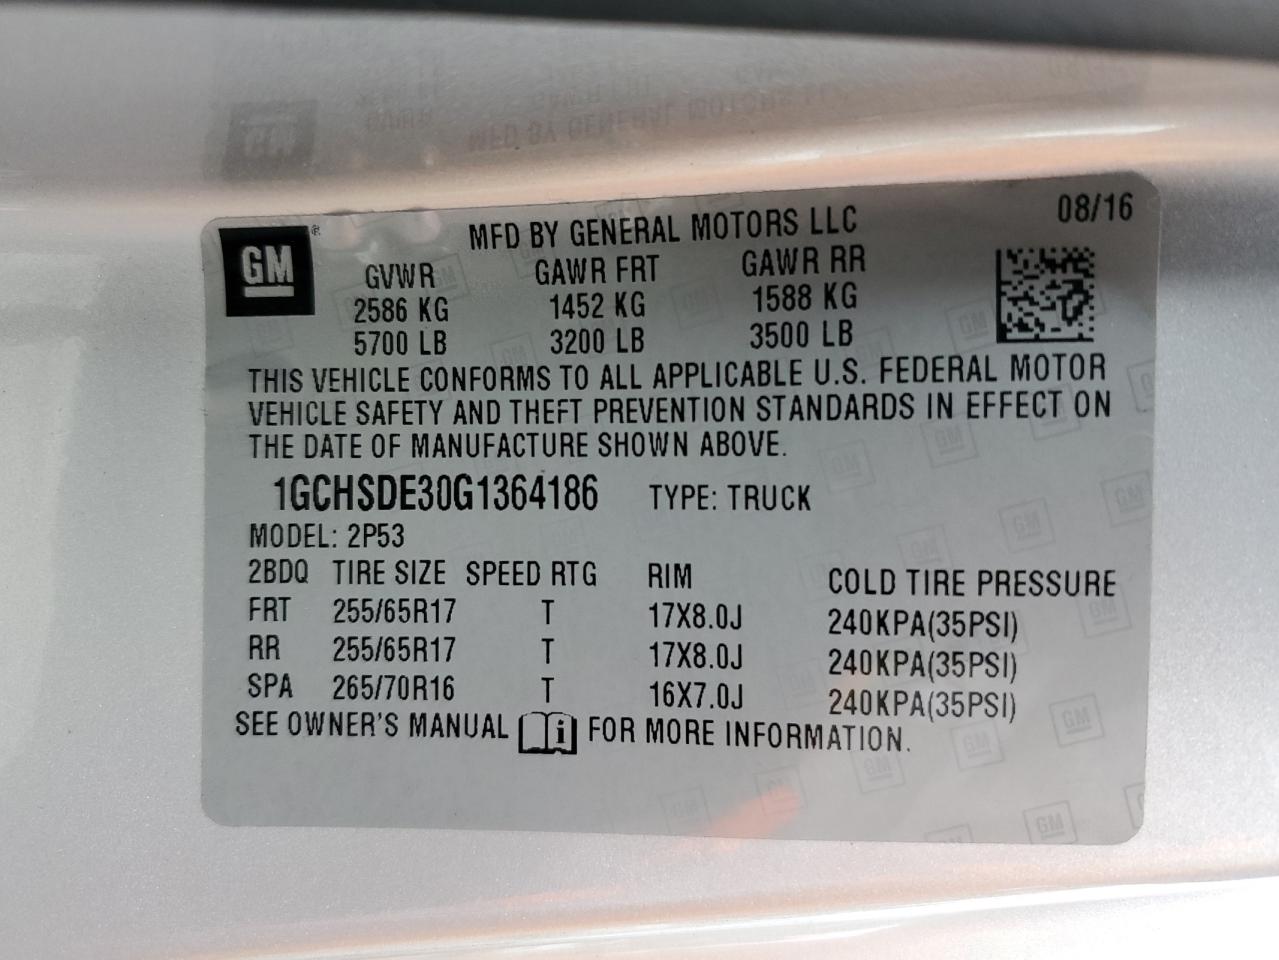 GM
MFD BY GENERAL MOTORS LLC 08/16
GVWR GAWR FRT GAWR RR
2586 KG 1452 KG 1588 KG
5700 LB 3200 LB 3500 LB
THIS VEHICLE CONFORMS TO ALL APPLICABLE U.S. FEDERAL MOTOR
VEHICLE SAFETY AND THEFT PREVENTION STANDARDS IN EFFECT ON
THE DATE OF MANUFACTURE SHOWN ABOVE.
1GCHSDE30G1364186 TYPE: TRUCK
MODEL: 2P53
2BDQ TIRE SIZE SPEED RTG RIM COLD TIRE PRESSURE
FRT 255/65R17 T 17X8.0J 240KPA(35PSI)
RR 255/65R17 T 17X8.0J 240KPA(35PSI)
SPA 265/70R16 T 16X7.0J 240KPA(35PSI)
SEE OWNER'S MANUAL FOR MORE INFORMATION.